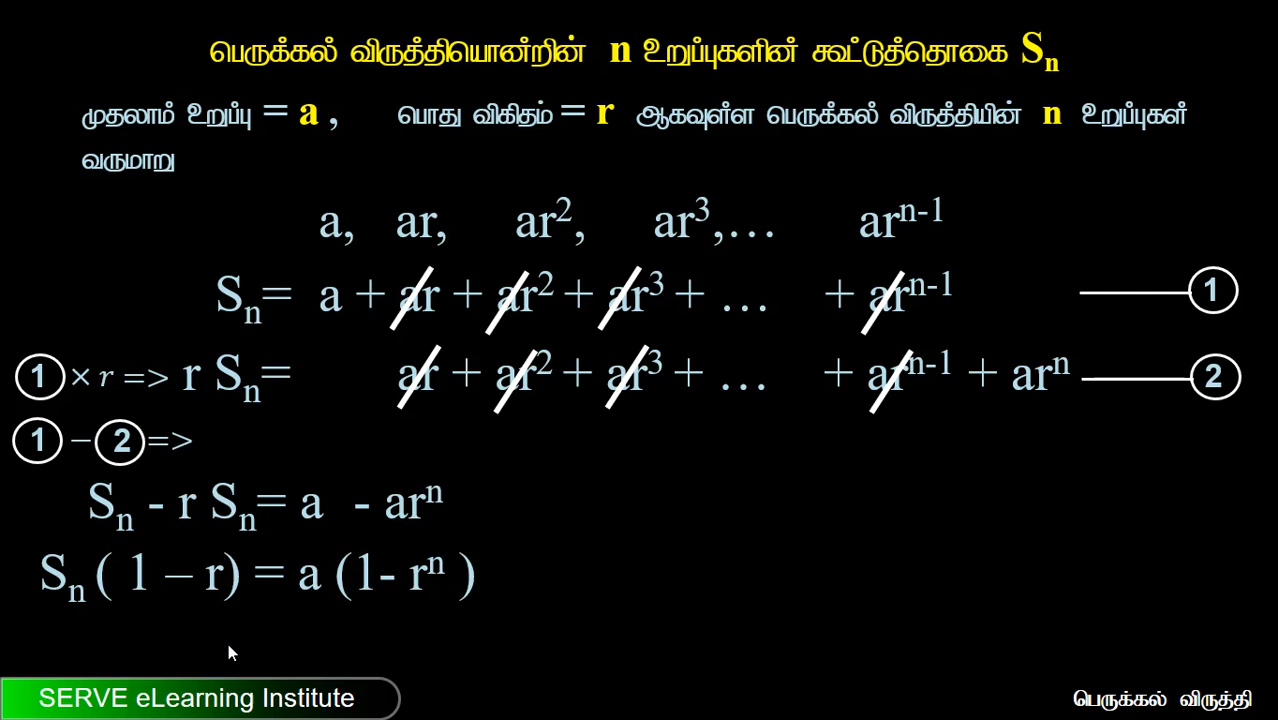 பெருக்கல் விருத்தியொன்றின் n உறுப்புகளின் கூட்டுத்தொகை Sₙ
முதலாம் உறுப்பு = a , பொது விகிதம் = r ஆகவுள்ள பெருக்கல் விருத்தியின் n உறுப்புகள்
வருமாறு
a, ar, ar², ar³,… arⁿ⁻¹
Sₙ= a + ar + ar² + ar³ + … + arⁿ⁻¹ 1
1 × r => r Sₙ= ar + ar² + ar³ + … + arⁿ⁻¹ + arⁿ 2
1 − 2 =>
Sₙ - r Sₙ= a - arⁿ
Sₙ ( 1 – r) = a (1- rⁿ )
SERVE eLearning Institute
பெருக்கல் விருத்தி